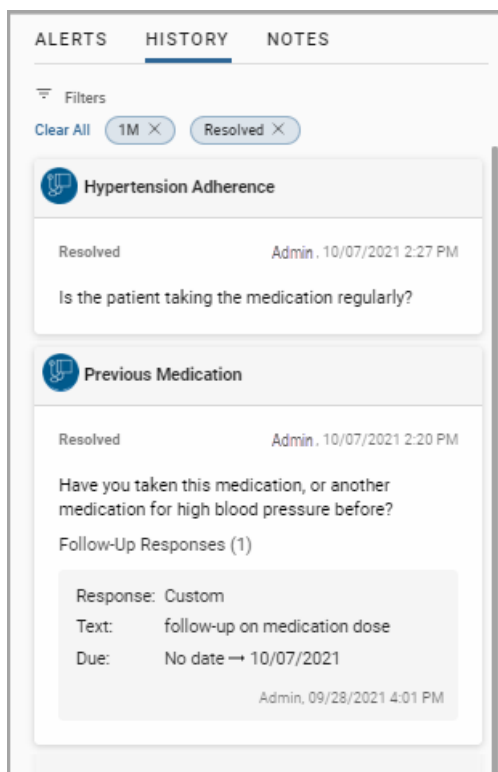 ALERTS HISTORY NOTES
Filters
Clear All 1M × Resolved ×
Hypertension Adherence
Resolved Admin, 10/07/2021 2:27 PM
Is the patient taking the medication regularly?
Previous Medication
Resolved Admin, 10/07/2021 2:20 PM
Have you taken this medication, or another
medication for high blood pressure before?
Follow-Up Responses (1)
Response: Custom
Text: follow-up on medication dose
Due: No date → 10/07/2021
Admin, 09/28/2021 4:01 PM